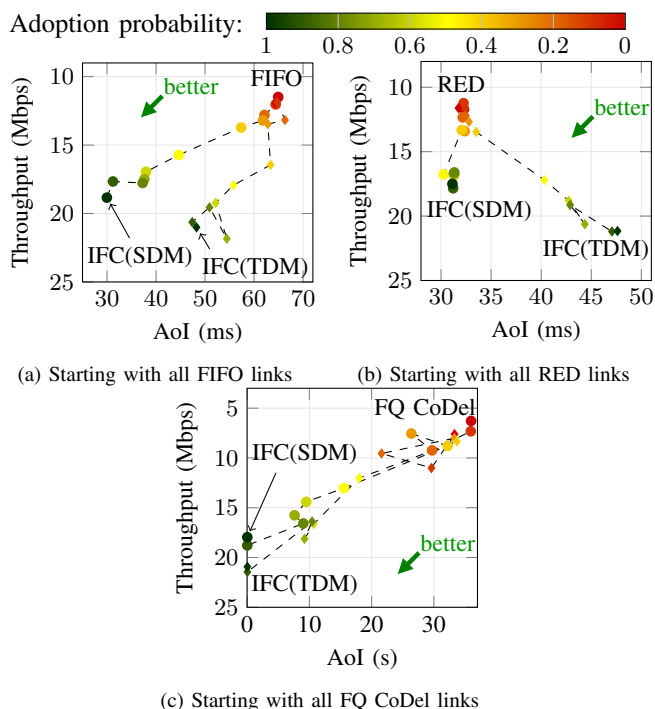 Adoption probability:
1 0.8 0.6 0.4 0.2 0
Throughput (Mbps)
10
15
20
25
FIFO
better
IFC(SDM)
IFC(TDM)
30 40 50 60 70
AoI (ms)
(a) Starting with all FIFO links
Throughput (Mbps)
10
15
20
25
RED
better
IFC(SDM)
IFC(TDM)
30 35 40 45 50
AoI (ms)
(b) Starting with all RED links
Throughput (Mbps)
5
10
15
20
25
FQ CoDel
IFC(SDM)
better
IFC(TDM)
0 10 20 30
AoI (s)
(c) Starting with all FQ CoDel links